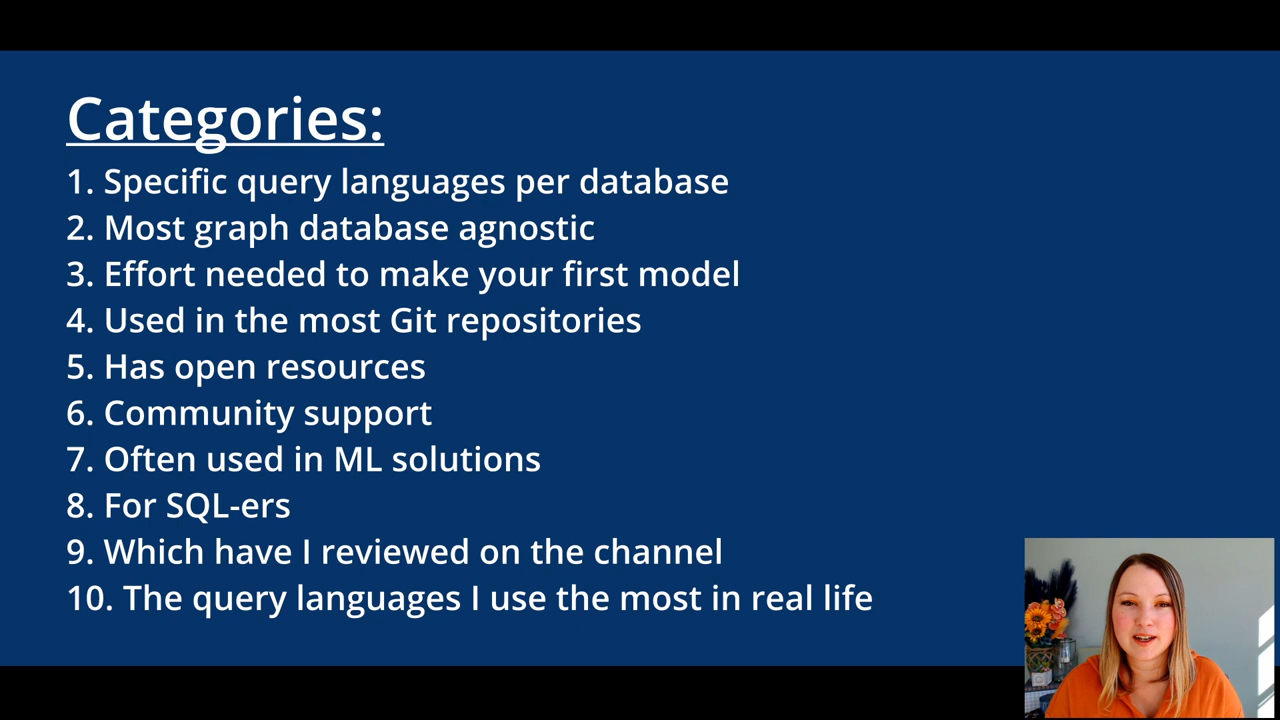 Categories:
1. Specific query languages per database
2. Most graph database agnostic
3. Effort needed to make your first model
4. Used in the most Git repositories
5. Has open resources
6. Community support
7. Often used in ML solutions
8. For SQL-ers
9. Which have I reviewed on the channel
10. The query languages I use the most in real life